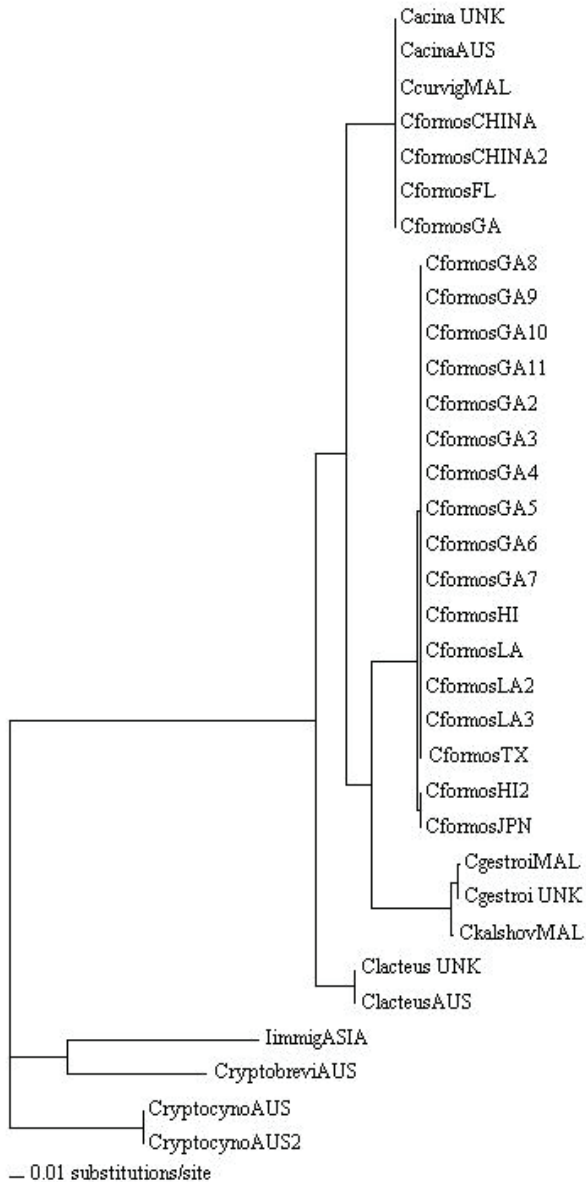 Cacina UNK
CacinaAUS
CcurvigMAL
CformosCHINA
CformosCHINA2
CformosFL
CformosGA
CformosGA8
CformosGA9
CformosGA10
CformosGA11
CformosGA2
CformosGA3
CformosGA4
CformosGA5
CformosGA6
CformosGA7
CformosHI
CformosLA
CformosLA2
CformosLA3
CformosTX
CformosHI2
CformosJPN
CgestroiMAL
Cgestroi UNK
CkalshovMAL
Clacteus UNK
ClacteusAUS
IimmigASIA
CryptobreviAUS
CryptocynoAUS
CryptocynoAUS2
0.01 substitutions/site